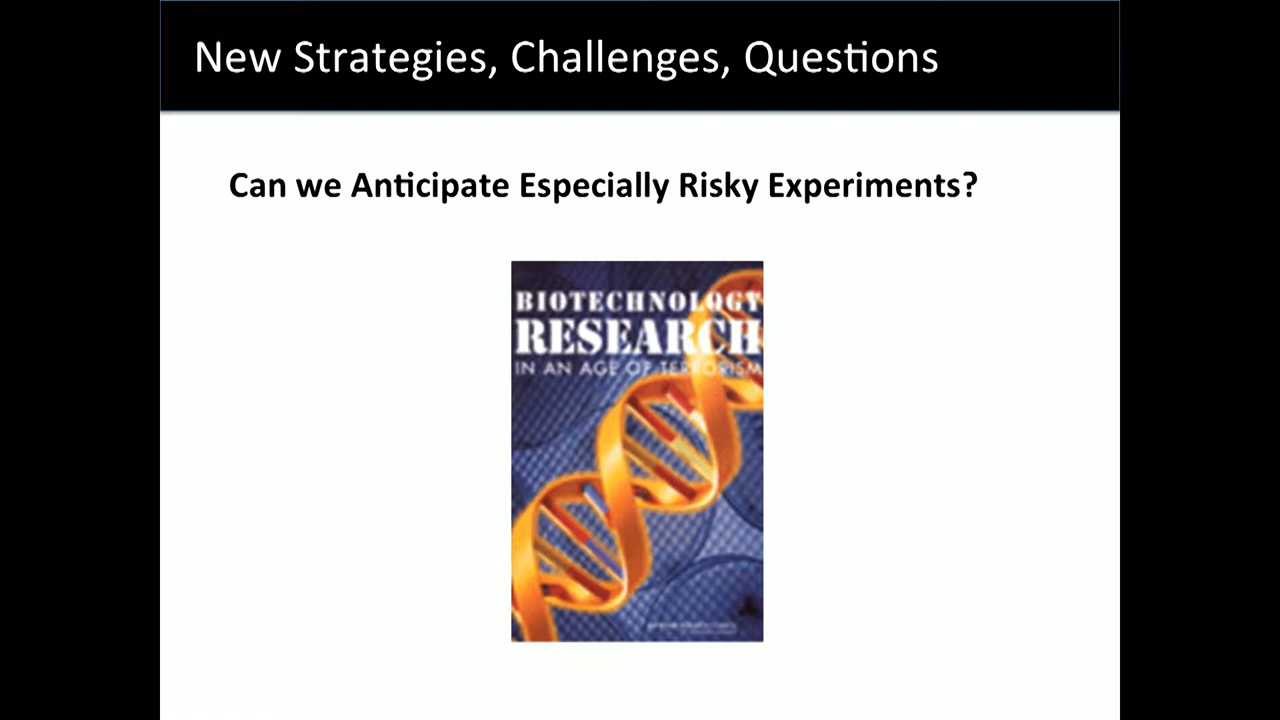 New Strategies, Challenges, Questions
Can we Anticipate Especially Risky Experiments?
BIOTECHNOLOGY
RESEARCH
IN AN AGE OF TERRORISM